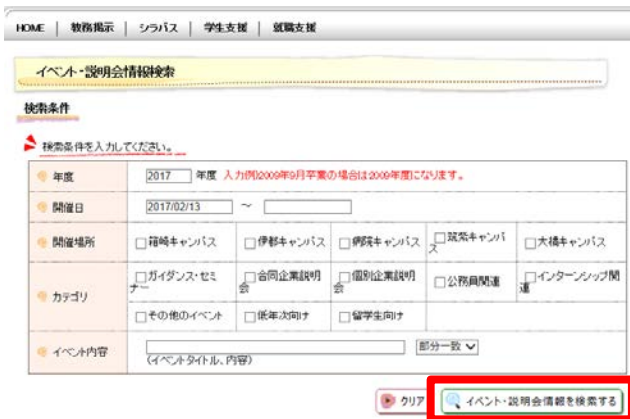 HOME | 教務掲示 | シラバス | 学生支援 | 就職支援
イベント・説明会情報検索
検索条件
検索条件を入力してください。
年度 2017 年度 入力例)2009年9月卒業の場合は2009年度になります。
開催日 2017/02/13 ～
開催場所 箱崎キャンパス 伊都キャンパス 病院キャンパス 筑紫キャンパス 大橋キャンパス
カテゴリ ガイダンス・セミナー 合同企業説明会 個別企業説明会 公務員関連 インターンシップ関連
その他のイベント 低年次向け 留学生向け
イベント内容 部分一致
(イベントタイトル、内容)
クリア イベント・説明会情報を検索する